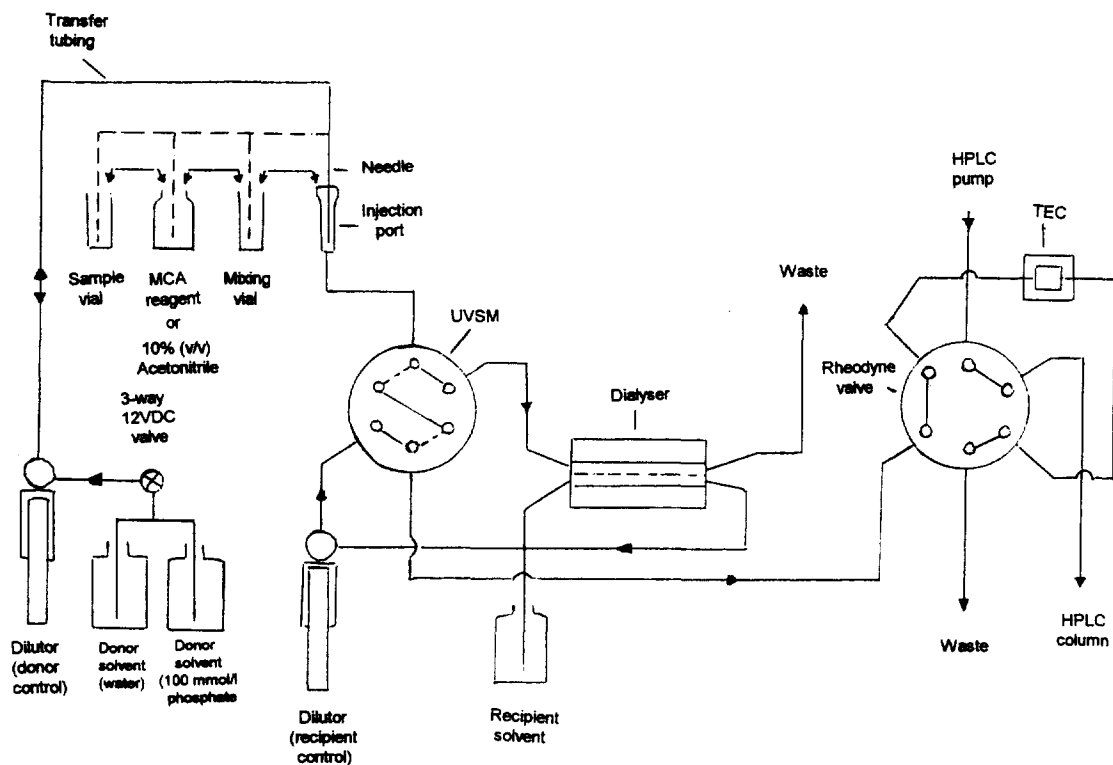 Transfer
tubing
Needle
Injection
port
Sample
vial
MCA
reagent
or
10% (v/v)
Acetonitrile
Mixing
vial
3-way
12VDC
valve
UVSM
Dialyser
Waste
HPLC
pump
TEC
Rheodyne
valve
Dilutor
(donor
control)
Donor
solvent
(water)
Donor
solvent
(100 mmol/l
phosphate
Dilutor
(recipient
control)
Recipient
solvent
Waste
HPLC
column